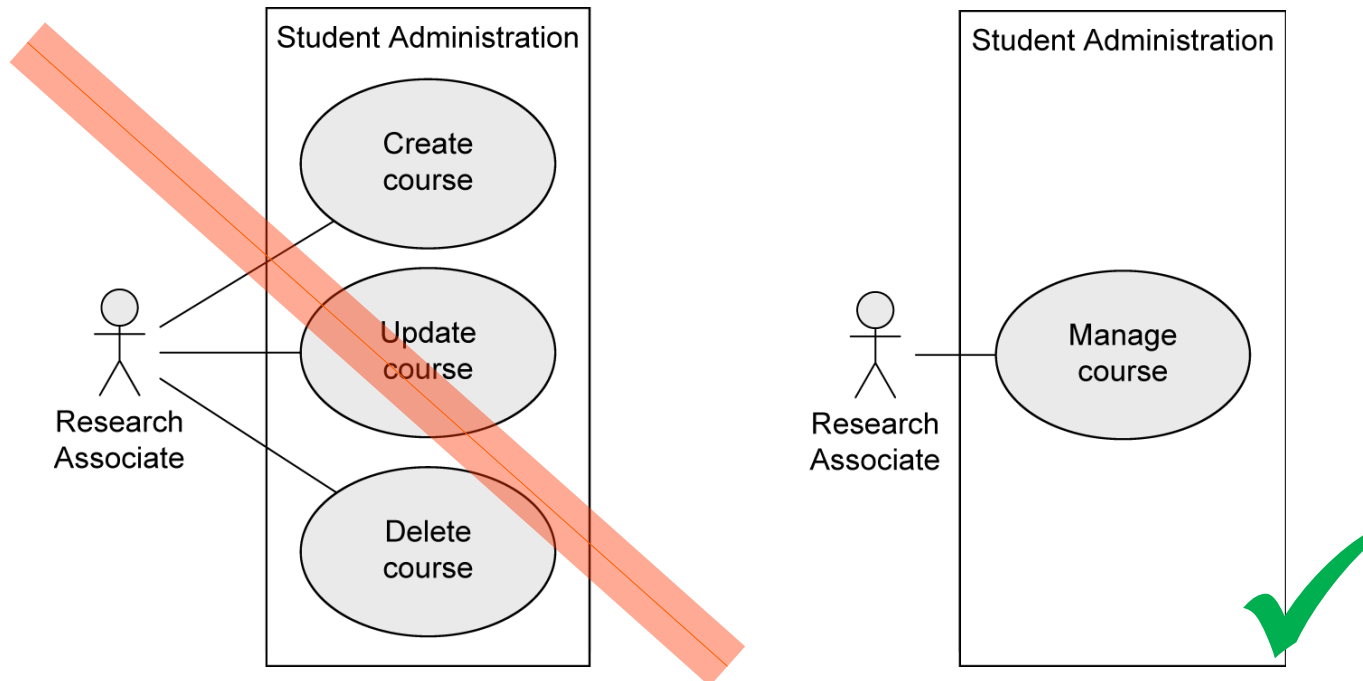 Student Administration
Create
course
Update
course
Delete
course
Research
Associate
Student Administration
Manage
course
Research
Associate